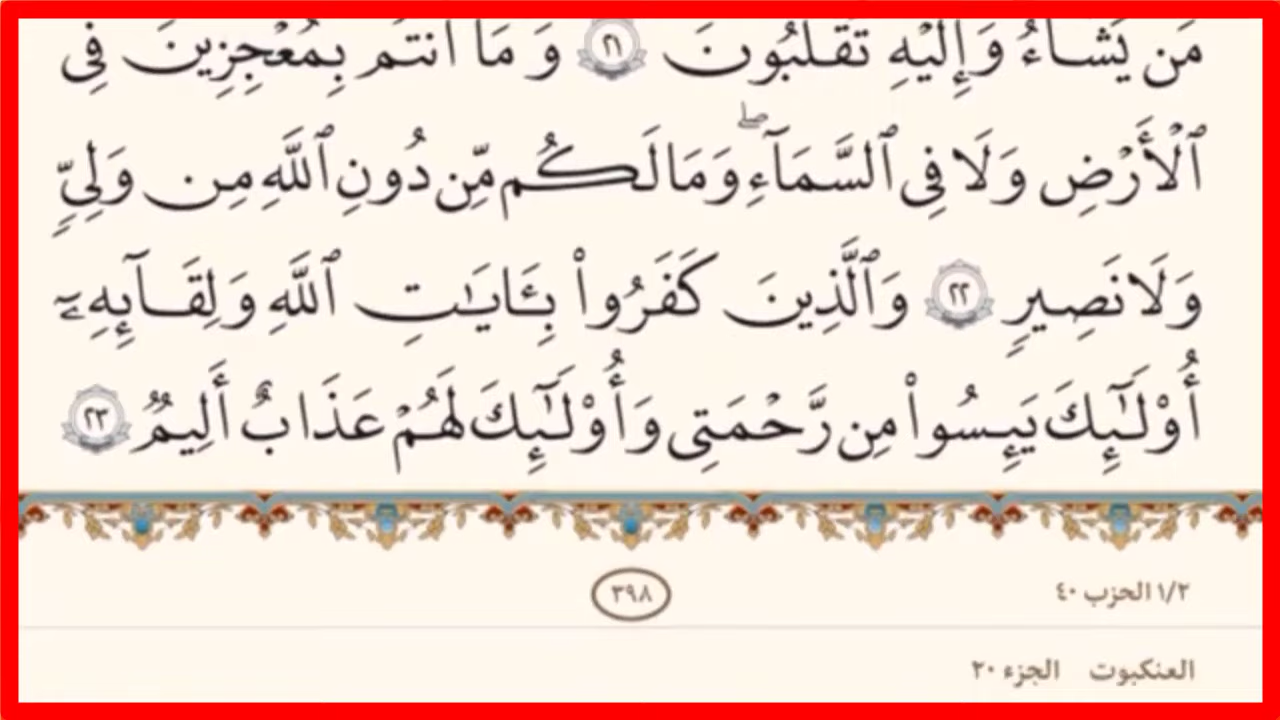 مَن يَشَآءُ وَإِلَيْهِ تُقْلَبُونَ ٢١ وَمَآ أَنتُم بِمُعْجِزِينَ فِى
ٱلْأَرْضِ وَلَا فِى ٱلسَّمَآءِ ۖ وَمَا لَكُم مِّن دُونِ ٱللَّهِ مِن وَلِىٍّ
وَلَا نَصِيرٍ ٢٢ وَٱلَّذِينَ كَفَرُوا۟ بِـَٔايَـٰتِ ٱللَّهِ وَلِقَآئِهِۦٓ
أُو۟لَـٰٓئِكَ يَئِسُوا۟ مِن رَّحْمَتِى وَأُو۟لَـٰٓئِكَ لَهُمْ عَذَابٌ أَلِيمٌ ٢٣
١/٢ الحزب ٤٠
٣٩٨
العنكبوت الجزء ٢٠